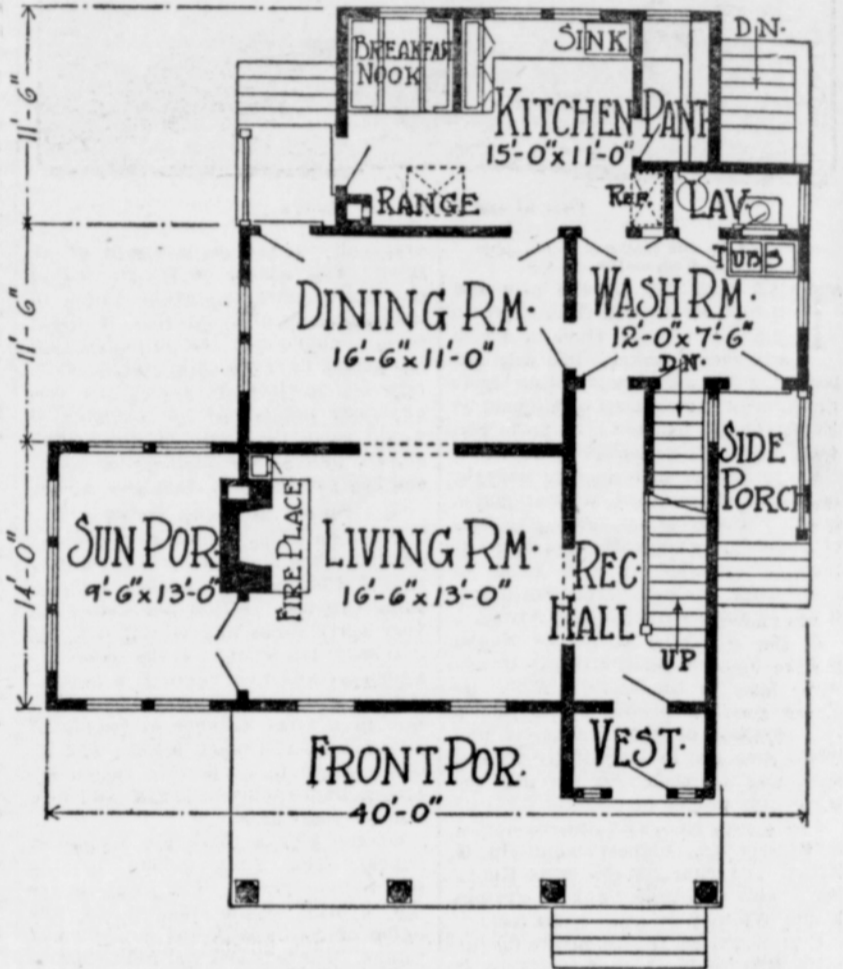 D.N.
BREAKFAS
NOOK
SINK
11'-6"
KITCHEN
15'-0"x11'-0"
PANT
RANGE
REF.
LAV.
TUBS
11'-6"
DINING RM.
16'-6"x11'-0"
WASH RM.
12'-0"x7'-6"
D.N.
SIDE
PORCH
14'-0"
SUN POR.
9'-6"x13'-0"
FIRE PLACE
LIVING RM.
16'-6"x13'-0"
REC.
HALL
UP
VEST.
FRONT POR.
40'-0"